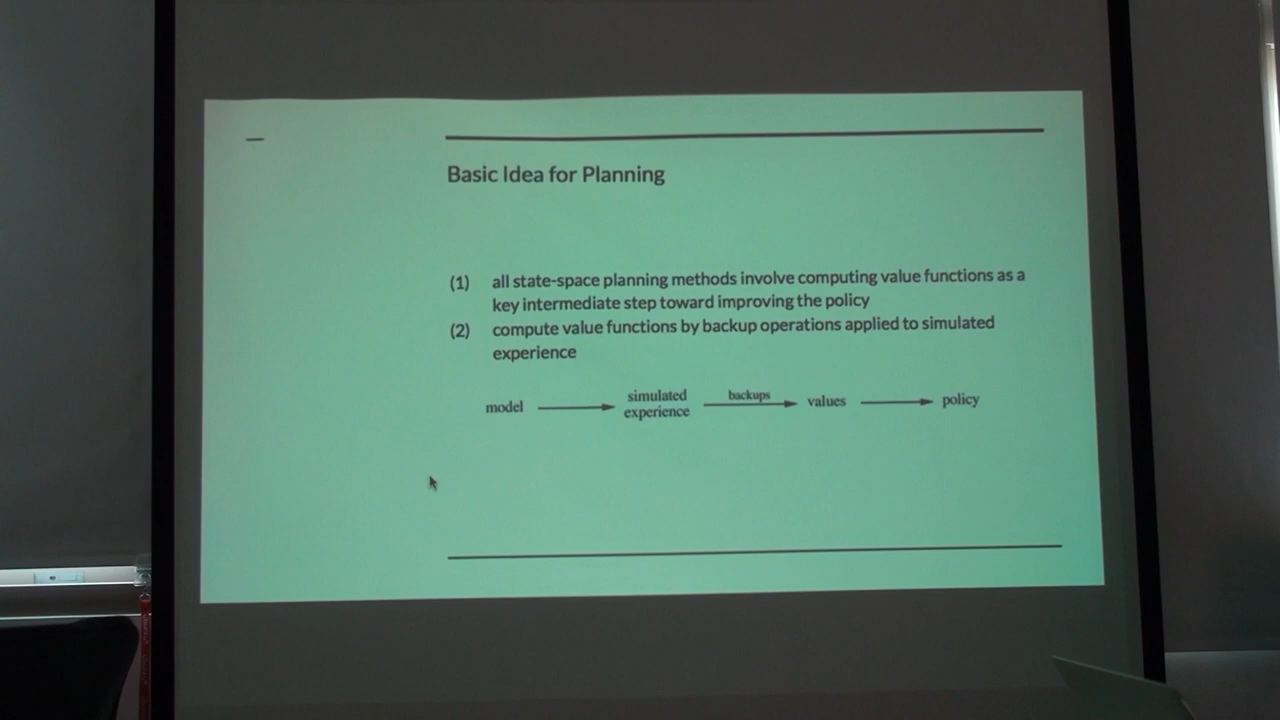 Basic Idea for Planning
(1) all state-space planning methods involve computing value functions as a
key intermediate step toward improving the policy
(2) compute value functions by backup operations applied to simulated
experience
model simulated experience backups values policy